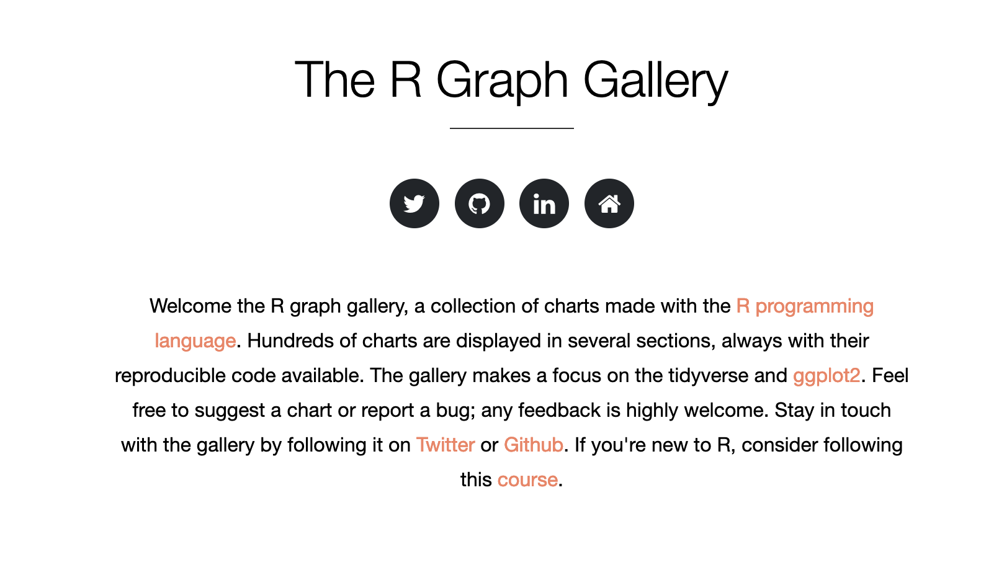 The R Graph Gallery
Welcome the R graph gallery, a collection of charts made with the R programming
language. Hundreds of charts are displayed in several sections, always with their
reproducible code available. The gallery makes a focus on the tidyverse and ggplot2. Feel
free to suggest a chart or report a bug; any feedback is highly welcome. Stay in touch
with the gallery by following it on Twitter or Github. If you're new to R, consider following
this course.